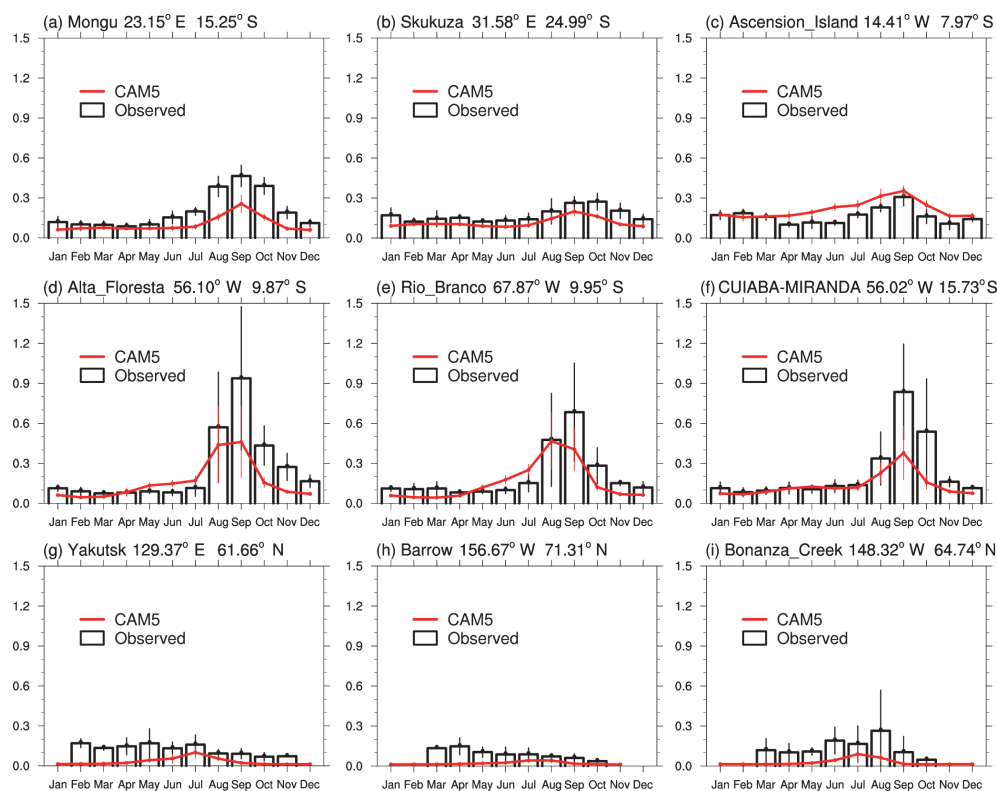 (a) Mongu 23.15° E 15.25° S
(b) Skukuza 31.58° E 24.99° S
(c) Ascension_Island 14.41° W 7.97° S
1.5 1.5 1.5
1.2 1.2 1.2
CAM5 CAM5 CAM5
Observed Observed Observed
0.9 0.9 0.9
0.6 0.6 0.6
0.3 0.3 0.3
0.0 0.0 0.0
Jan Feb Mar Apr May Jun Jul Aug Sep Oct Nov Dec
Jan Feb Mar Apr May Jun Jul Aug Sep Oct Nov Dec
Jan Feb Mar Apr May Jun Jul Aug Sep Oct Nov Dec
(d) Alta_Floresta 56.10° W 9.87° S
(e) Rio_Branco 67.87° W 9.95° S
(f) CUIABA-MIRANDA 56.02° W 15.73° S
1.5 1.5 1.5
1.2 1.2 1.2
CAM5 CAM5 CAM5
Observed Observed Observed
0.9 0.9 0.9
0.6 0.6 0.6
0.3 0.3 0.3
0.0 0.0 0.0
Jan Feb Mar Apr May Jun Jul Aug Sep Oct Nov Dec
Jan Feb Mar Apr May Jun Jul Aug Sep Oct Nov Dec
Jan Feb Mar Apr May Jun Jul Aug Sep Oct Nov Dec
(g) Yakutsk 129.37° E 61.66° N
(h) Barrow 156.67° W 71.31° N
(i) Bonanza_Creek 148.32° W 64.74° N
1.5 1.5 1.5
1.2 1.2 1.2
CAM5 CAM5 CAM5
Observed Observed Observed
0.9 0.9 0.9
0.6 0.6 0.6
0.3 0.3 0.3
0.0 0.0 0.0
Jan Feb Mar Apr May Jun Jul Aug Sep Oct Nov Dec
Jan Feb Mar Apr May Jun Jul Aug Sep Oct Nov Dec
Jan Feb Mar Apr May Jun Jul Aug Sep Oct Nov Dec